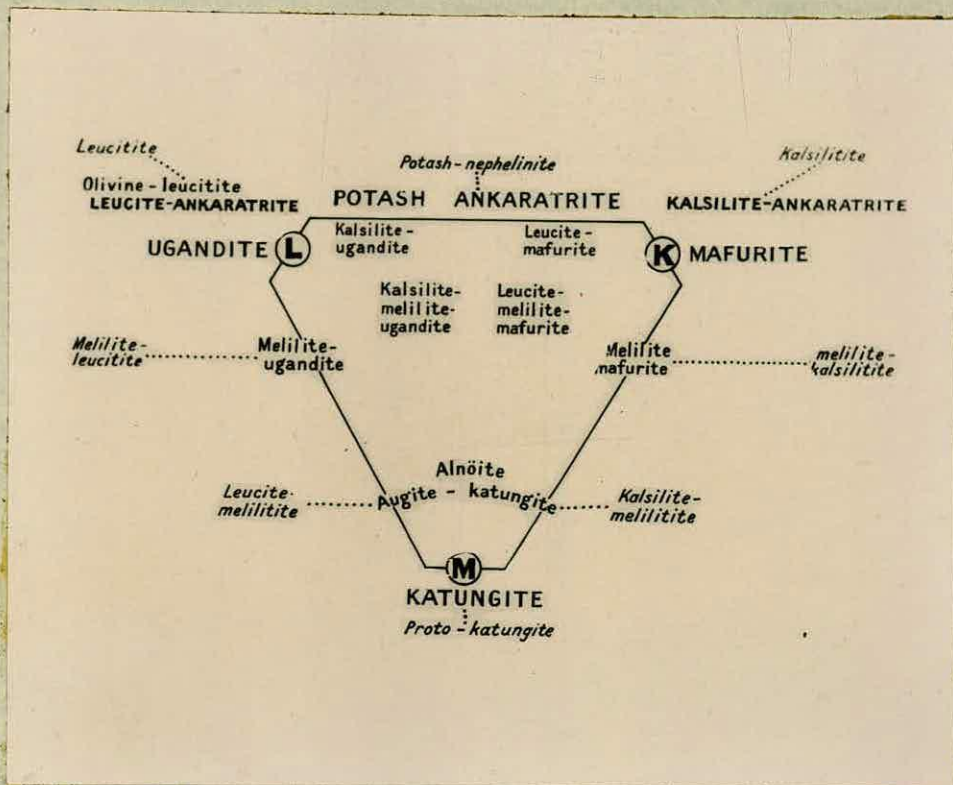 Leucitite
Olivine-leucitite
LEUCITE-ANKARATRITE
Potash-nephelinite
POTASH ANKARATRITE
Kalsilitite
KALSILITE-ANKARATRITE
UGANDITE L
Kalsilite-
ugandite
Leucite-
mafurite
K MAFURITE
Kalsilite-
melilite-
ugandite
Leucite-
melilite-
mafurite
Melilite-
leucitite
Melilite-
ugandite
Melilite
mafurite
melilite-
kalsilitite
Leucite-
melilitite
Alnöite
Augite - katungite
Kalsilite-
melilitite
M
KATUNGITE
Proto-katungite